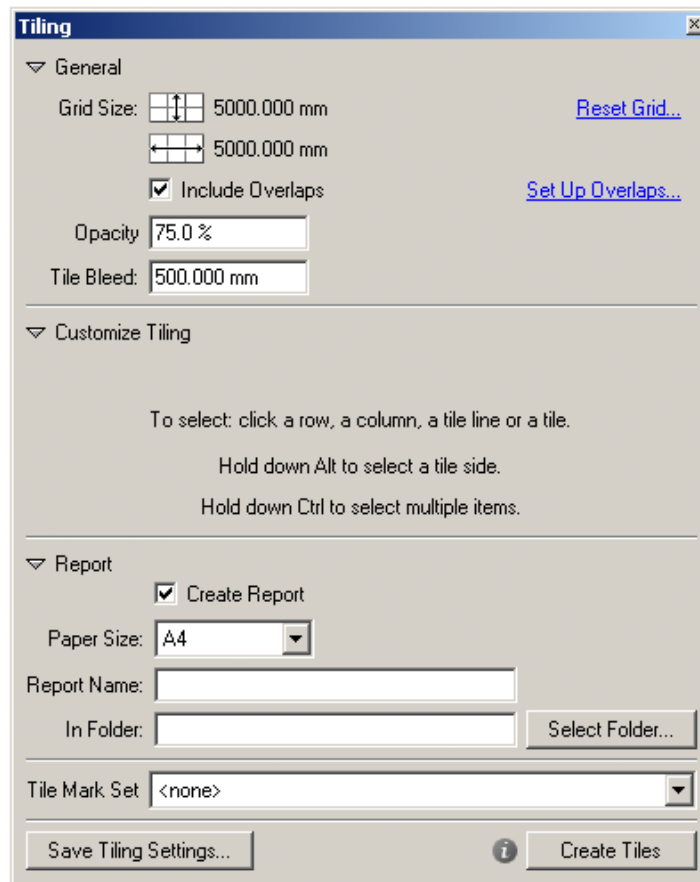 Tiling
General
Grid Size: 5000.000 mm Reset Grid...
5000.000 mm
Include Overlaps Set Up Overlaps...
Opacity 75.0 %
Tile Bleed: 500.000 mm
Customize Tiling
To select: click a row, a column, a tile line or a tile.
Hold down Alt to select a tile side.
Hold down Ctrl to select multiple items.
Report
Create Report
Paper Size: A4
Report Name:
In Folder: Select Folder...
Tile Mark Set <none>
Save Tiling Settings... i Create Tiles